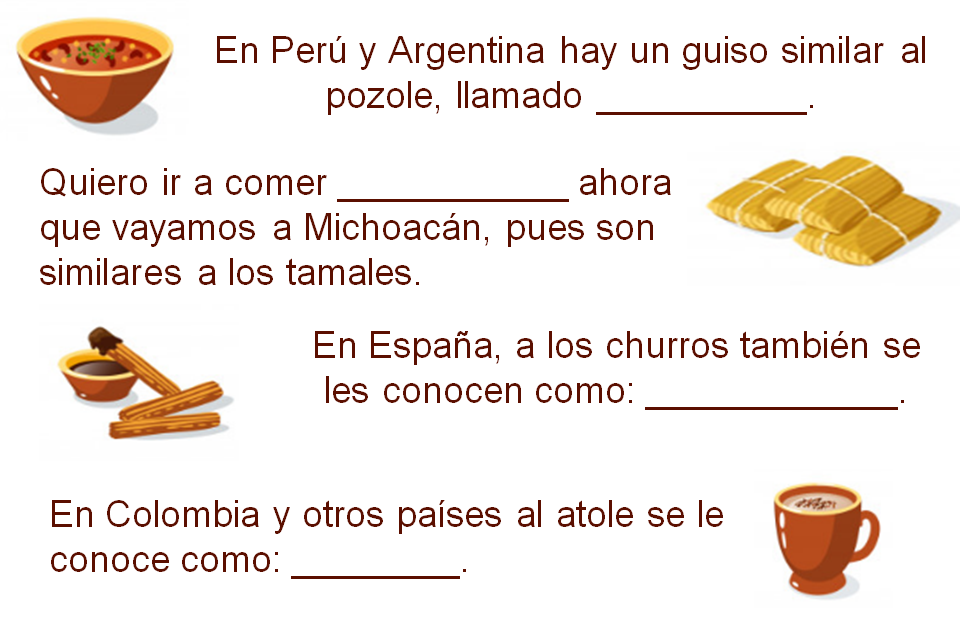 En Perú y Argentina hay un guiso similar al
pozole, llamado ___________.
Quiero ir a comer ____________ ahora
que vayamos a Michoacán, pues son
similares a los tamales.
En España, a los churros también se
les conocen como: _____________.
En Colombia y otros países al atole se le
conoce como: _________.